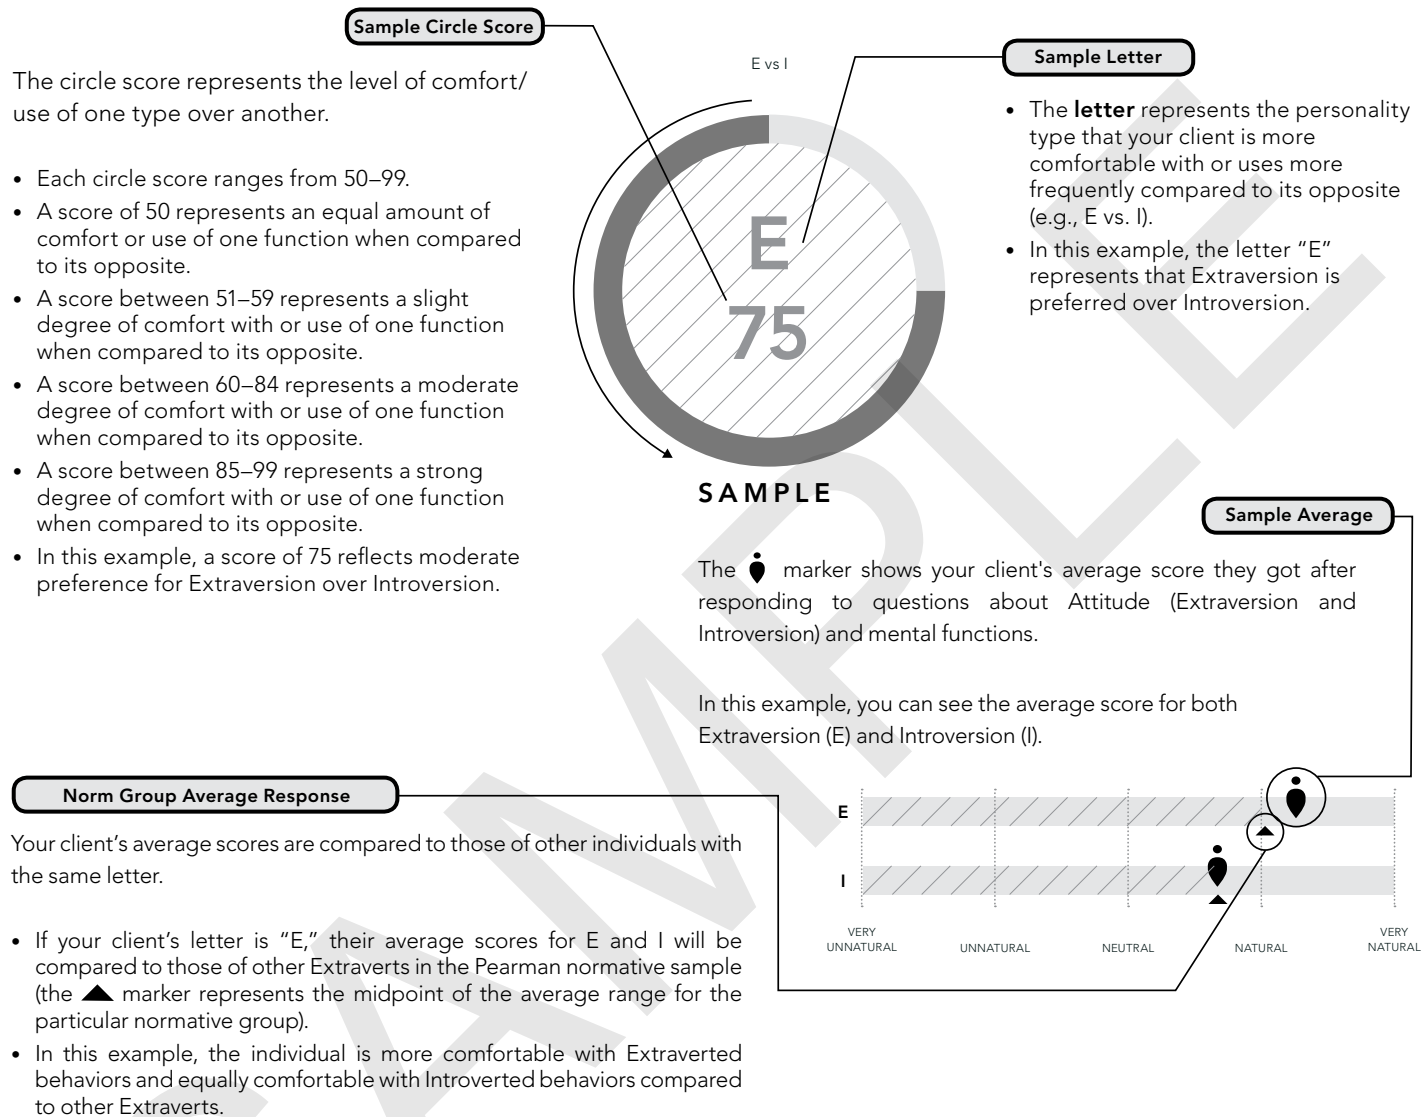 Sample Circle Score
The circle score represents the level of comfort/
use of one type over another.
• Each circle score ranges from 50–99.
• A score of 50 represents an equal amount of
comfort or use of one function when compared
to its opposite.
• A score between 51–59 represents a slight
degree of comfort with or use of one function
when compared to its opposite.
• A score between 60–84 represents a moderate
degree of comfort with or use of one function
when compared to its opposite.
• A score between 85–99 represents a strong
degree of comfort with or use of one function
when compared to its opposite.
• In this example, a score of 75 reflects moderate
preference for Extraversion over Introversion.
E vs I
E
75
SAMPLE
Sample Letter
• The letter represents the personality
type that your client is more
comfortable with or uses more
frequently compared to its opposite
(e.g., E vs. I).
• In this example, the letter “E”
represents that Extraversion is
preferred over Introversion.
Sample Average
The marker shows your client's average score they got after
responding to questions about Attitude (Extraversion and
Introversion) and mental functions.
In this example, you can see the average score for both
Extraversion (E) and Introversion (I).
E
I
VERY
UNNATURAL
UNNATURAL
NEUTRAL
NATURAL
VERY
NATURAL
Norm Group Average Response
Your client’s average scores are compared to those of other individuals with
the same letter.
• If your client’s letter is “E,” their average scores for E and I will be
compared to those of other Extraverts in the Pearman normative sample
(the marker represents the midpoint of the average range for the
particular normative group).
• In this example, the individual is more comfortable with Extraverted
behaviors and equally comfortable with Introverted behaviors compared
to other Extraverts.
SAMPLE